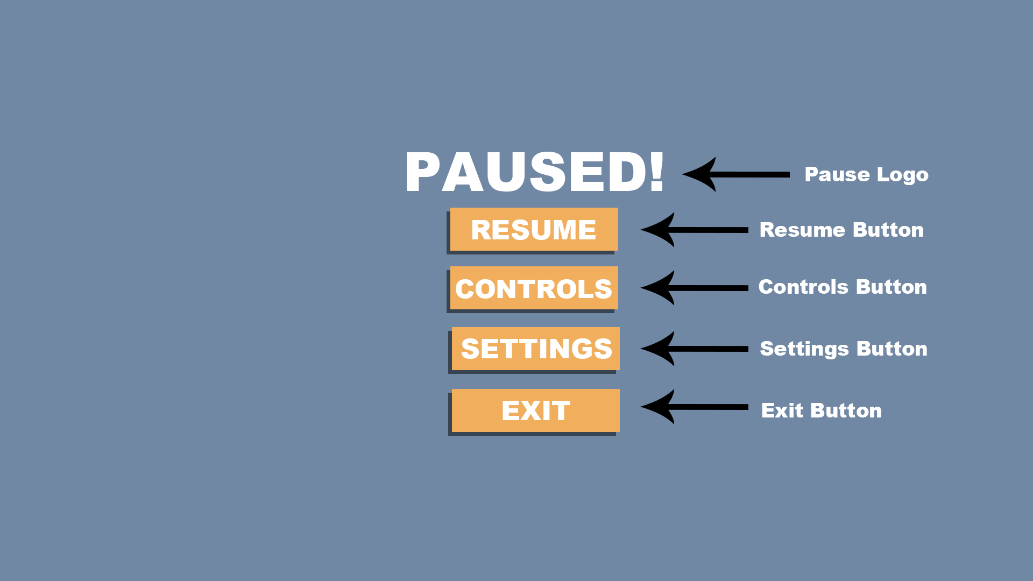 PAUSED!
Pause Logo
RESUME
Resume Button
CONTROLS
Controls Button
SETTINGS
Settings Button
EXIT
Exit Button